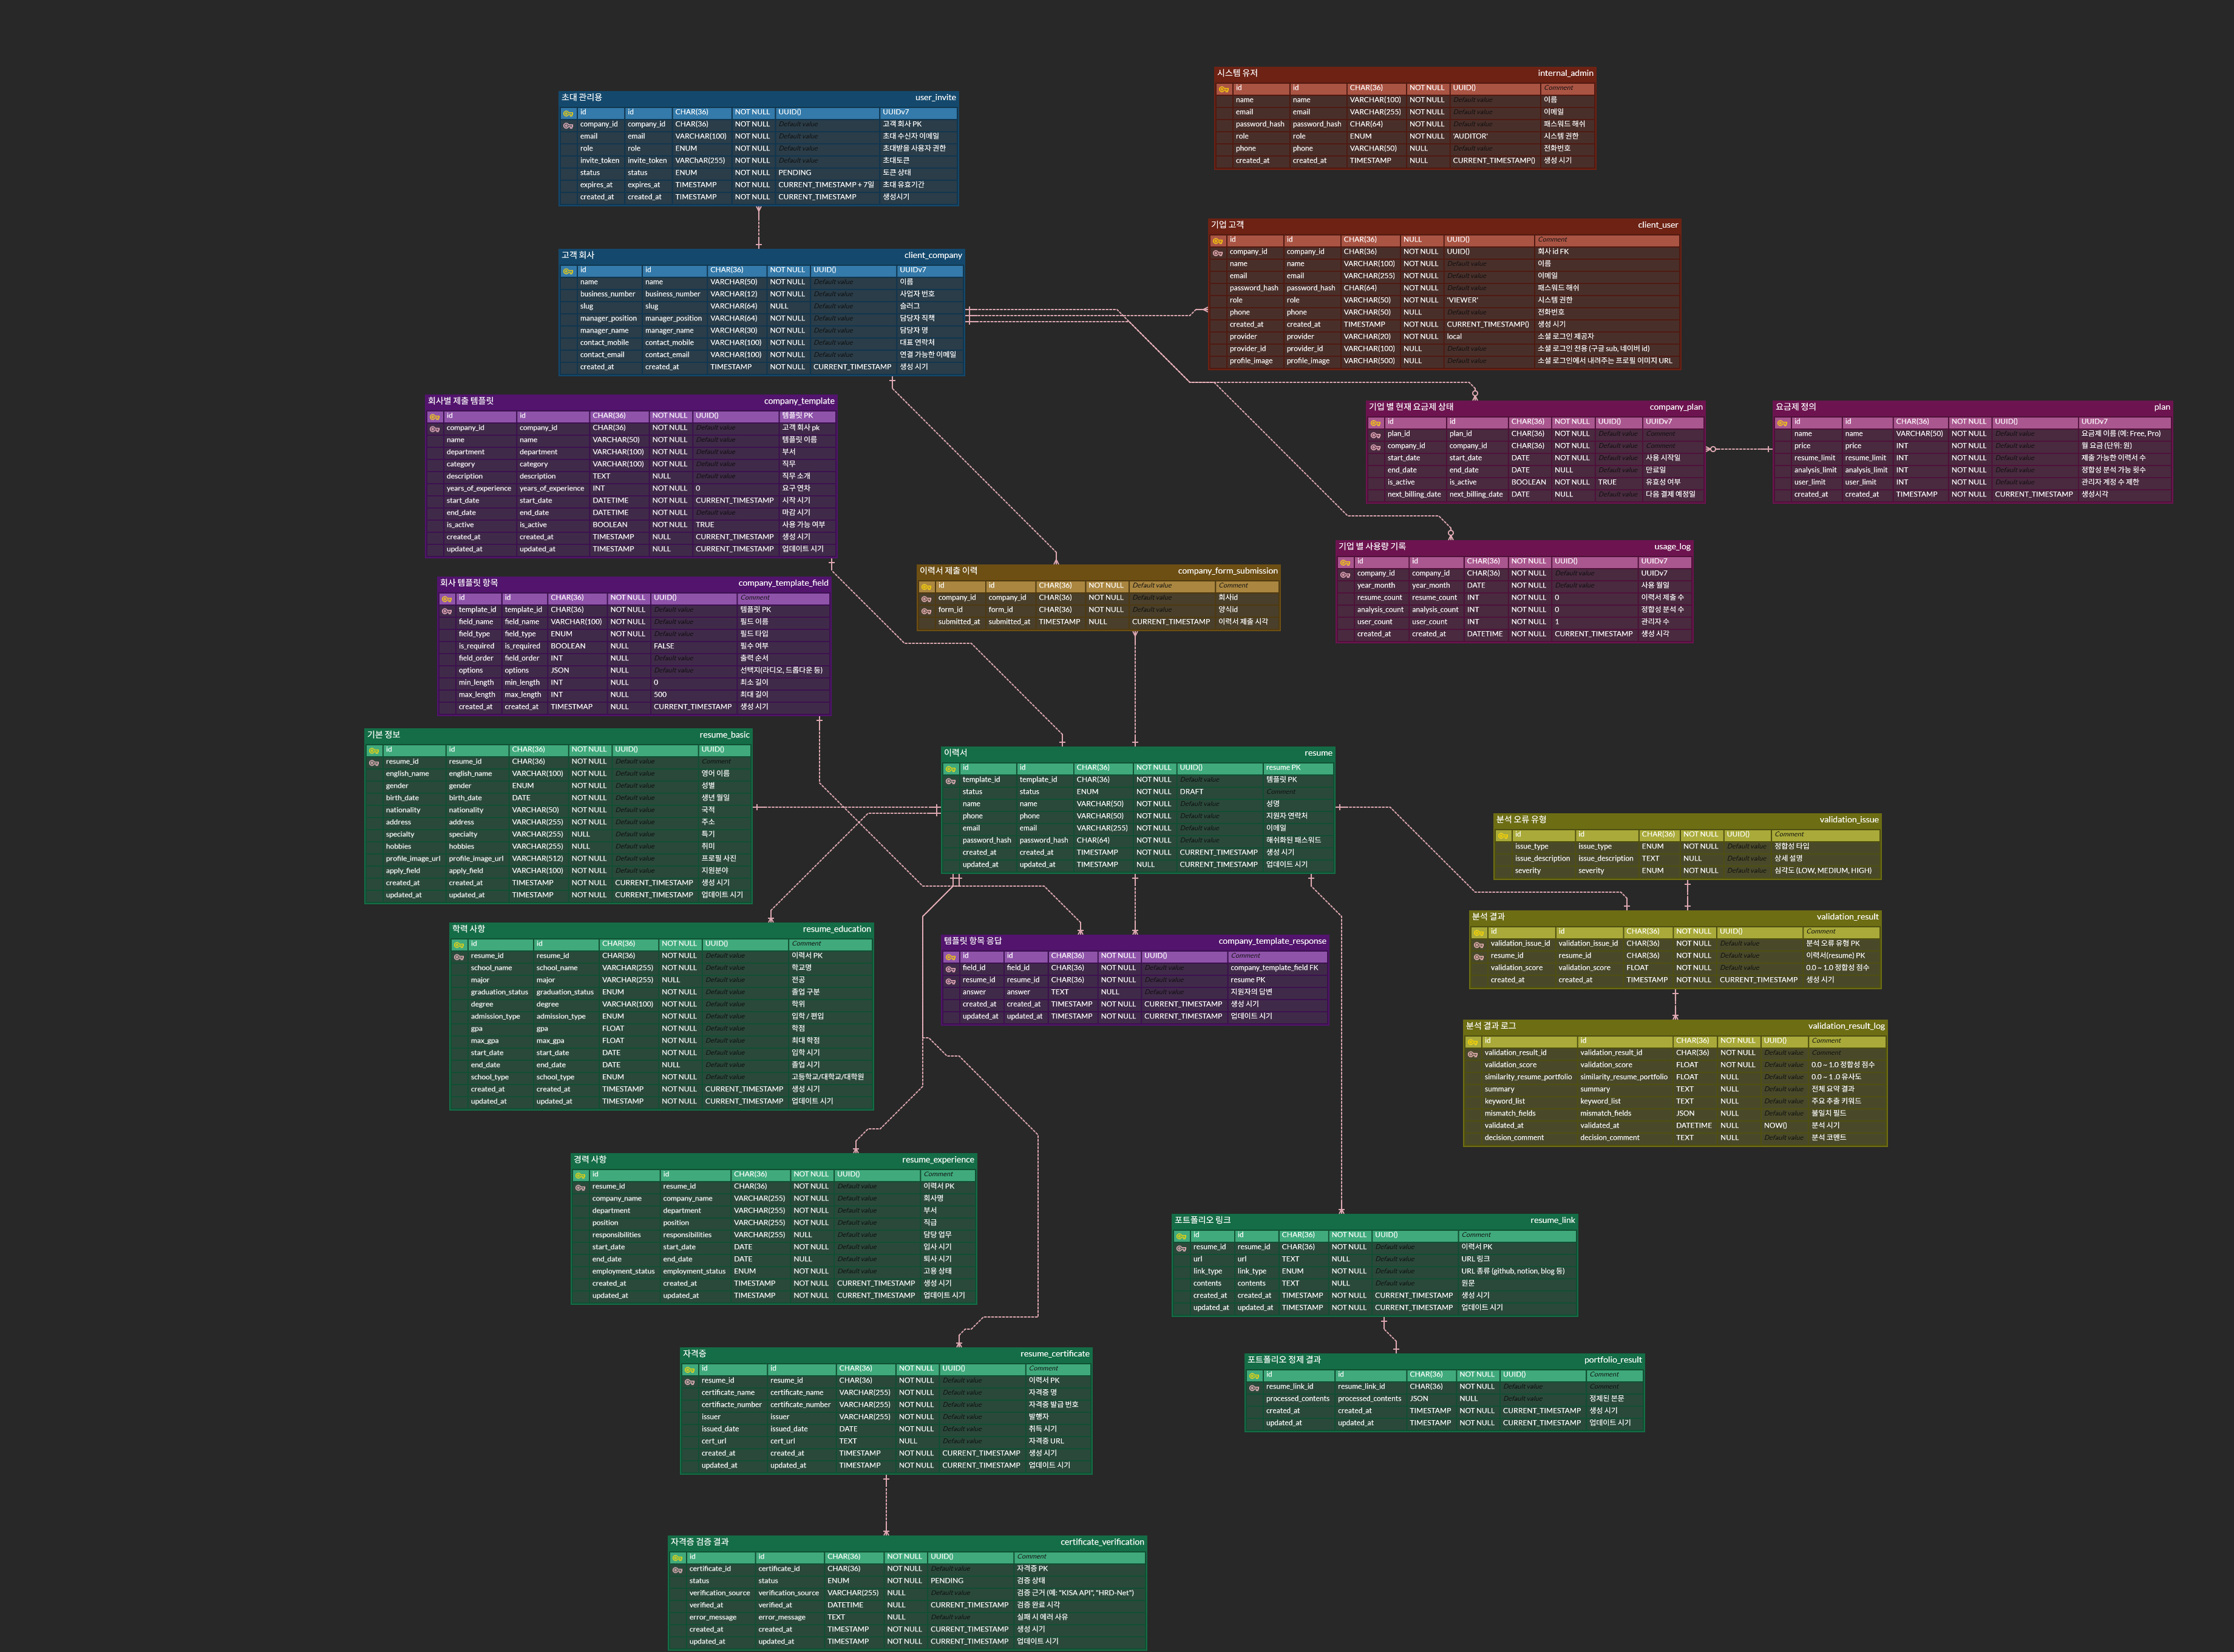 시스템 유저 internal_admin
id id CHAR(36) NOT NULL UUID() Comment
name name VARCHAR(100) NOT NULL Default value 이름
email email VARCHAR(255) NOT NULL Default value 이메일
password_hash password_hash CHAR(64) NOT NULL Default value 패스워드 해쉬
role role ENUM NOT NULL 'AUDITOR' 시스템 권한
phone phone VARCHAR(50) NULL Default value 전화번호
created_at created_at TIMESTAMP NULL CURRENT_TIMESTAMP() 생성 시기
초대 관리용 user_invite
id id CHAR(36) NOT NULL UUID() UUIDv7
company_id company_id CHAR(36) NOT NULL Default value 고객 회사 PK
email email VARCHAR(100) NOT NULL Default value 초대 수신자 이메일
role role ENUM NOT NULL Default value 초대받을 사용자 권한
invite_token invite_token VARChAR(255) NOT NULL Default value 초대토큰
status status ENUM NOT NULL PENDING 토큰 상태
expires_at expires_at TIMESTAMP NOT NULL CURRENT_TIMESTAMP + 7일 초대 유효기간
created_at created_at TIMESTAMP NOT NULL CURRENT_TIMESTAMP 생성시기
기업 고객 client_user
id id CHAR(36) NULL UUID() Comment
company_id company_id CHAR(36) NOT NULL UUID() 회사 id FK
name name VARCHAR(100) NOT NULL Default value 이름
email email VARCHAR(255) NOT NULL Default value 이메일
password_hash password_hash CHAR(64) NOT NULL Default value 패스워드 해쉬
role role VARCHAR(50) NOT NULL 'VIEWER' 시스템 권한
phone phone VARCHAR(50) NULL Default value 전화번호
created_at created_at TIMESTAMP NOT NULL CURRENT_TIMESTAMP() 생성 시기
provider provider VARCHAR(20) NOT NULL local 소셜 로그인 제공자
provider_id provider_id VARCHAR(100) NULL Default value 소셜 로그인 전용 (구글 sub, 네이버 id)
profile_image profile_image VARCHAR(500) NULL Default value 소셜 로그인에서 내려주는 프로필 이미지 URL
고객 회사 client_company
id id CHAR(36) NOT NULL UUID() UUIDv7
name name VARCHAR(50) NOT NULL Default value 이름
business_number business_number VARCHAR(12) NOT NULL Default value 사업자 번호
slug slug VARCHAR(64) NULL Default value 슬러그
manager_position manager_position VARCHAR(64) NOT NULL Default value 담당자 직책
manager_name manager_name VARCHAR(30) NOT NULL Default value 담당자 명
contact_mobile contact_mobile VARCHAR(100) NOT NULL Default value 대표 연락처
contact_email contact_email VARCHAR(100) NOT NULL Default value 연결 가능한 이메일
created_at created_at TIMESTAMP NOT NULL CURRENT_TIMESTAMP 생성 시기
회사별 제출 템플릿 company_template
id id CHAR(36) NOT NULL UUID() 템플릿 PK
company_id company_id CHAR(36) NOT NULL Default value 고객 회사 pk
name name VARCHAR(50) NOT NULL Default value 템플릿 이름
department department VARCHAR(100) NOT NULL Default value 부서
category category VARCHAR(100) NOT NULL Default value 직무
description description TEXT NULL Default value 직무 소개
years_of_experience years_of_experience INT NOT NULL 0 요구 연차
start_date start_date DATETIME NOT NULL CURRENT_TIMESTAMP 시작 시기
end_date end_date DATETIME NOT NULL Default value 마감 시기
is_active is_active BOOLEAN NOT NULL TRUE 사용 가능 여부
created_at created_at TIMESTAMP NULL CURRENT_TIMESTAMP 생성 시기
updated_at updated_at TIMESTAMP NULL CURRENT_TIMESTAMP 업데이트 시기
기업 별 현재 요금제 상태 company_plan
id id CHAR(36) NOT NULL UUID() UUIDv7
plan_id plan_id CHAR(36) NOT NULL Default value Comment
company_id company_id CHAR(36) NOT NULL Default value Comment
start_date start_date DATE NOT NULL Default value 사용 시작일
end_date end_date DATE NULL Default value 만료일
is_active is_active BOOLEAN NOT NULL TRUE 유효성 여부
next_billing_date next_billing_date DATE NULL Default value 다음 결제 예정일
요금제 정의 plan
id id CHAR(36) NOT NULL UUID() UUIDv7
name name VARCHAR(50) NOT NULL Default value 요금제 이름 (예: Free, Pro)
price price INT NOT NULL Default value 월 요금 (단위: 원)
resume_limit resume_limit INT NOT NULL Default value 제출 가능한 이력서 수
analysis_limit analysis_limit INT NOT NULL Default value 정합성 분석 가능 횟수
user_limit user_limit INT NOT NULL Default value 관리자 계정 수 제한
created_at created_at TIMESTAMP NOT NULL CURRENT_TIMESTAMP 생성시각
기업 별 사용량 기록 usage_log
id id CHAR(36) NOT NULL UUID() UUIDv7
company_id company_id CHAR(36) NOT NULL Default value UUIDv7
year_month year_month DATE NOT NULL Default value 사용 월일
resume_count resume_count INT NOT NULL 0 이력서 제출 수
analysis_count analysis_count INT NOT NULL 0 정합성 분석 수
user_count user_count INT NOT NULL 1 관리자 수
created_at created_at DATETIME NOT NULL CURRENT_TIMESTAMP 생성 시각
이력서 제출 이력 company_form_submission
id id CHAR(36) NOT NULL Default value Comment
company_id company_id CHAR(36) NOT NULL Default value 회사id
form_id form_id CHAR(36) NOT NULL Default value 양식id
submitted_at submitted_at TIMESTAMP NULL CURRENT_TIMESTAMP 이력서 제출 시각
회사 템플릿 항목 company_template_field
id id CHAR(36) NOT NULL UUID() Comment
template_id template_id CHAR(36) NOT NULL Default value 템플릿 PK
field_name field_name VARCHAR(100) NOT NULL Default value 필드 이름
field_type field_type ENUM NOT NULL Default value 필드 타입
is_required is_required BOOLEAN NULL FALSE 필수 여부
field_order field_order INT NULL Default value 출력 순서
options options JSON NULL Default value 선택지(라디오, 드롭다운 등)
min_length min_length INT NULL 0 최소 길이
max_length max_length INT NULL 500 최대 길이
created_at created_at TIMESTMAP NULL CURRENT_TIMESTAMP 생성 시기
기본 정보 resume_basic
id id CHAR(36) NOT NULL UUID() UUID()
resume_id resume_id CHAR(36) NOT NULL Default value Comment
english_name english_name VARCHAR(100) NOT NULL Default value 영어 이름
gender gender ENUM NOT NULL Default value 성별
birth_date birth_date DATE NOT NULL Default value 생년 월일
nationality nationality VARCHAR(50) NOT NULL Default value 국적
address address VARCHAR(255) NOT NULL Default value 주소
specialty specialty VARCHAR(255) NULL Default value 특기
hobbies hobbies VARCHAR(255) NULL Default value 취미
profile_image_url profile_image_url VARCHAR(512) NOT NULL Default value 프로필 사진
apply_field apply_field VARCHAR(100) NOT NULL Default value 지원분야
created_at created_at TIMESTAMP NOT NULL CURRENT_TIMESTAMP 생성 시기
updated_at updated_at TIMESTAMP NOT NULL CURRENT_TIMESTAMP 업데이트 시기
이력서 resume
id id CHAR(36) NOT NULL UUID() resume PK
template_id template_id CHAR(36) NOT NULL Default value 템플릿 PK
status status ENUM NOT NULL DRAFT Comment
name name VARCHAR(50) NOT NULL Default value 성명
phone phone VARCHAR(50) NOT NULL Default value 지원자 연락처
email email VARCHAR(255) NOT NULL Default value 이메일
password_hash password_hash CHAR(64) NOT NULL Default value 해쉬화된 패스워드
created_at created_at TIMESTAMP NOT NULL CURRENT_TIMESTAMP 생성 시기
updated_at updated_at TIMESTAMP NULL CURRENT_TIMESTAMP 업데이트 시기
분석 오류 유형 validation_issue
id id CHAR(36) NOT NULL UUID() Comment
issue_type issue_type ENUM NOT NULL Default value 정합성 타입
issue_description issue_description TEXT NULL Default value 상세 설명
severity severity ENUM NOT NULL Default value 심각도 (LOW, MEDIUM, HIGH)
분석 결과 validation_result
id id CHAR(36) NOT NULL UUID() Comment
validation_issue_id validation_issue_id CHAR(36) NOT NULL Default value 분석 오류 유형 PK
resume_id resume_id CHAR(36) NOT NULL Default value 이력서(resume) PK
validation_score validation_score FLOAT NOT NULL Default value 0.0 ~ 1.0 정합성 점수
created_at created_at TIMESTAMP NOT NULL CURRENT_TIMESTAMP 생성 시기
학력 사항 resume_education
id id CHAR(36) NOT NULL UUID() Comment
resume_id resume_id CHAR(36) NOT NULL Default value 이력서 PK
school_name school_name VARCHAR(255) NOT NULL Default value 학교명
major major VARCHAR(255) NULL Default value 전공
graduation_status graduation_status ENUM NOT NULL Default value 졸업 구분
degree degree VARCHAR(100) NOT NULL Default value 학위
admission_type admission_type ENUM NOT NULL Default value 입학 / 편입
gpa gpa FLOAT NOT NULL Default value 학점
max_gpa max_gpa FLOAT NOT NULL Default value 최대 학점
start_date start_date DATE NOT NULL Default value 입학 시기
end_date end_date DATE NULL Default value 졸업 시기
school_type school_type ENUM NOT NULL Default value 고등학교/대학교/대학원
created_at created_at TIMESTAMP NOT NULL CURRENT_TIMESTAMP 생성 시기
updated_at updated_at TIMESTAMP NOT NULL CURRENT_TIMESTAMP 업데이트 시기
템플릿 항목 응답 company_template_response
id id CHAR(36) NOT NULL UUID() Comment
field_id field_id CHAR(36) NOT NULL Default value company_template_field FK
resume_id resume_id CHAR(36) NOT NULL Default value resume PK
answer answer TEXT NULL Default value 지원자의 답변
created_at created_at TIMESTAMP NOT NULL CURRENT_TIMESTAMP 생성 시기
updated_at updated_at TIMESTAMP NOT NULL CURRENT_TIMESTAMP 업데이트 시기
분석 결과 로그 validation_result_log
id id CHAR(36) NOT NULL UUID() Comment
validation_result_id validation_result_id CHAR(36) NOT NULL Default value Comment
validation_score validation_score FLOAT NOT NULL Default value 0.0 ~ 1.0 정합성 점수
similarity_resume_portfolio similarity_resume_portfolio FLOAT NULL Default value 0.0 ~ 1 .0 유사도
summary summary TEXT NULL Default value 전체 요약 결과
keyword_list keyword_list TEXT NULL Default value 주요 추출 키워드
mismatch_fields mismatch_fields JSON NULL Default value 불일치 필드
validated_at validated_at DATETIME NULL NOW() 분석 시기
decision_comment decision_comment TEXT NULL Default value 분석 코멘트
경력 사항 resume_experience
id id CHAR(36) NOT NULL UUID() Comment
resume_id resume_id CHAR(36) NOT NULL Default value 이력서 PK
company_name company_name VARCHAR(255) NOT NULL Default value 회사명
department department VARCHAR(255) NOT NULL Default value 부서
position position VARCHAR(255) NOT NULL Default value 직급
responsibilities responsibilities VARCHAR(255) NULL Default value 담당 업무
start_date start_date DATE NOT NULL Default value 입사 시기
end_date end_date DATE NULL Default value 퇴사 시기
employment_status employment_status ENUM NOT NULL Default value 고용 상태
created_at created_at TIMESTAMP NOT NULL CURRENT_TIMESTAMP 생성 시기
updated_at updated_at TIMESTAMP NOT NULL CURRENT_TIMESTAMP 업데이트 시기
포트폴리오 링크 resume_link
id id CHAR(36) NOT NULL UUID() Comment
resume_id resume_id CHAR(36) NOT NULL Default value 이력서 PK
url url TEXT NULL Default value URL 링크
link_type link_type ENUM NOT NULL Default value URL 종류 (github, notion, blog 등)
contents contents TEXT NULL Default value 원문
created_at created_at TIMESTAMP NOT NULL CURRENT_TIMESTAMP 생성 시기
updated_at updated_at TIMESTAMP NOT NULL CURRENT_TIMESTAMP 업데이트 시기
자격증 resume_certificate
id id CHAR(36) NOT NULL UUID() Comment
resume_id resume_id CHAR(36) NOT NULL Default value 이력서 PK
certificate_name certificate_name VARCHAR(255) NOT NULL Default value 자격증 명
certifiacte_number certificate_number VARCHAR(255) NOT NULL Default value 자격증 발급 번호
issuer issuer VARCHAR(255) NOT NULL Default value 발행자
issued_date issued_date DATE NOT NULL Default value 취득 시기
cert_url cert_url TEXT NULL Default value 자격증 URL
created_at created_at TIMESTAMP NOT NULL CURRENT_TIMESTAMP 생성 시기
updated_at updated_at TIMESTAMP NOT NULL CURRENT_TIMESTAMP 업데이트 시기
포트폴리오 정제 결과 portfolio_result
id id CHAR(36) NOT NULL UUID() Comment
resume_link_id resume_link_id CHAR(36) NOT NULL Default value Comment
processed_contents processed_contents JSON NULL Default value 정제된 본문
created_at created_at TIMESTAMP NOT NULL CURRENT_TIMESTAMP 생성 시기
updated_at updated_at TIMESTAMP NOT NULL CURRENT_TIMESTAMP 업데이트 시기
자격증 검증 결과 certificate_verification
id id CHAR(36) NOT NULL UUID() Comment
certificate_id certificate_id CHAR(36) NOT NULL Default value 자격증 PK
status status ENUM NOT NULL PENDING 검증 상태
verification_source verification_source VARCHAR(255) NULL Default value 검증 근거 (예: "KISA API", "HRD-Net")
verified_at verified_at DATETIME NULL CURRENT_TIMESTAMP 검증 완료 시각
error_message error_message TEXT NULL Default value 실패 시 에러 사유
created_at created_at TIMESTAMP NOT NULL CURRENT_TIMESTAMP 생성 시기
updated_at updated_at TIMESTAMP NOT NULL CURRENT_TIMESTAMP 업데이트 시기